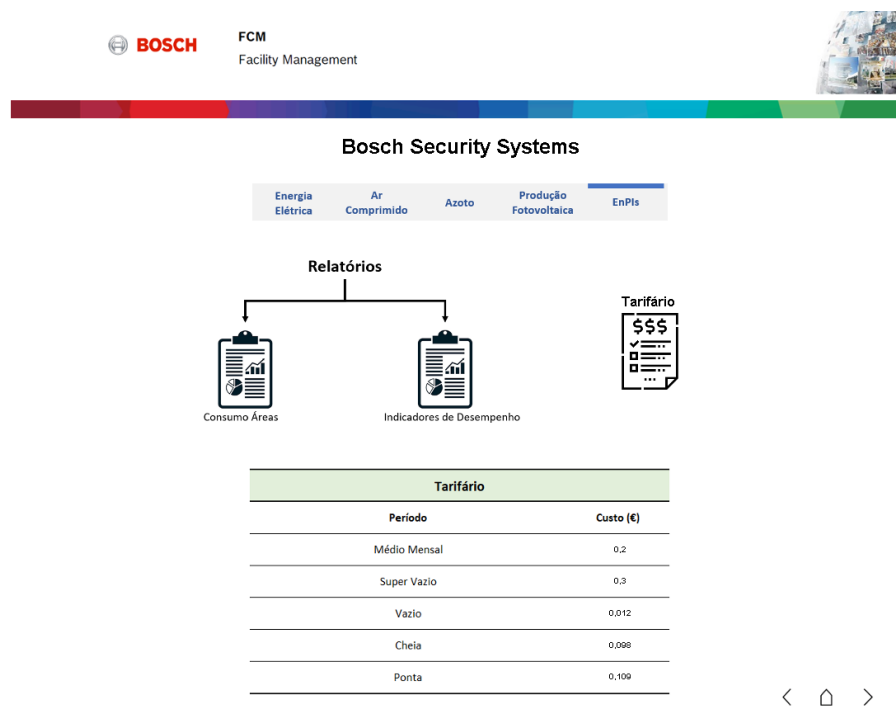 BOSCH
FCM
Facility Management
Bosch Security Systems
Energia Elétrica
Ar Comprimido
Azoto
Produção Fotovoltaica
EnPIs
Relatórios
Tarifário
$$$
Consumo Áreas
Indicadores de Desempenho
Tarifário
Período Custo (€)
Médio Mensal 0,2
Super Vazio 0,3
Vazio 0,012
Cheia 0,098
Ponta 0,109